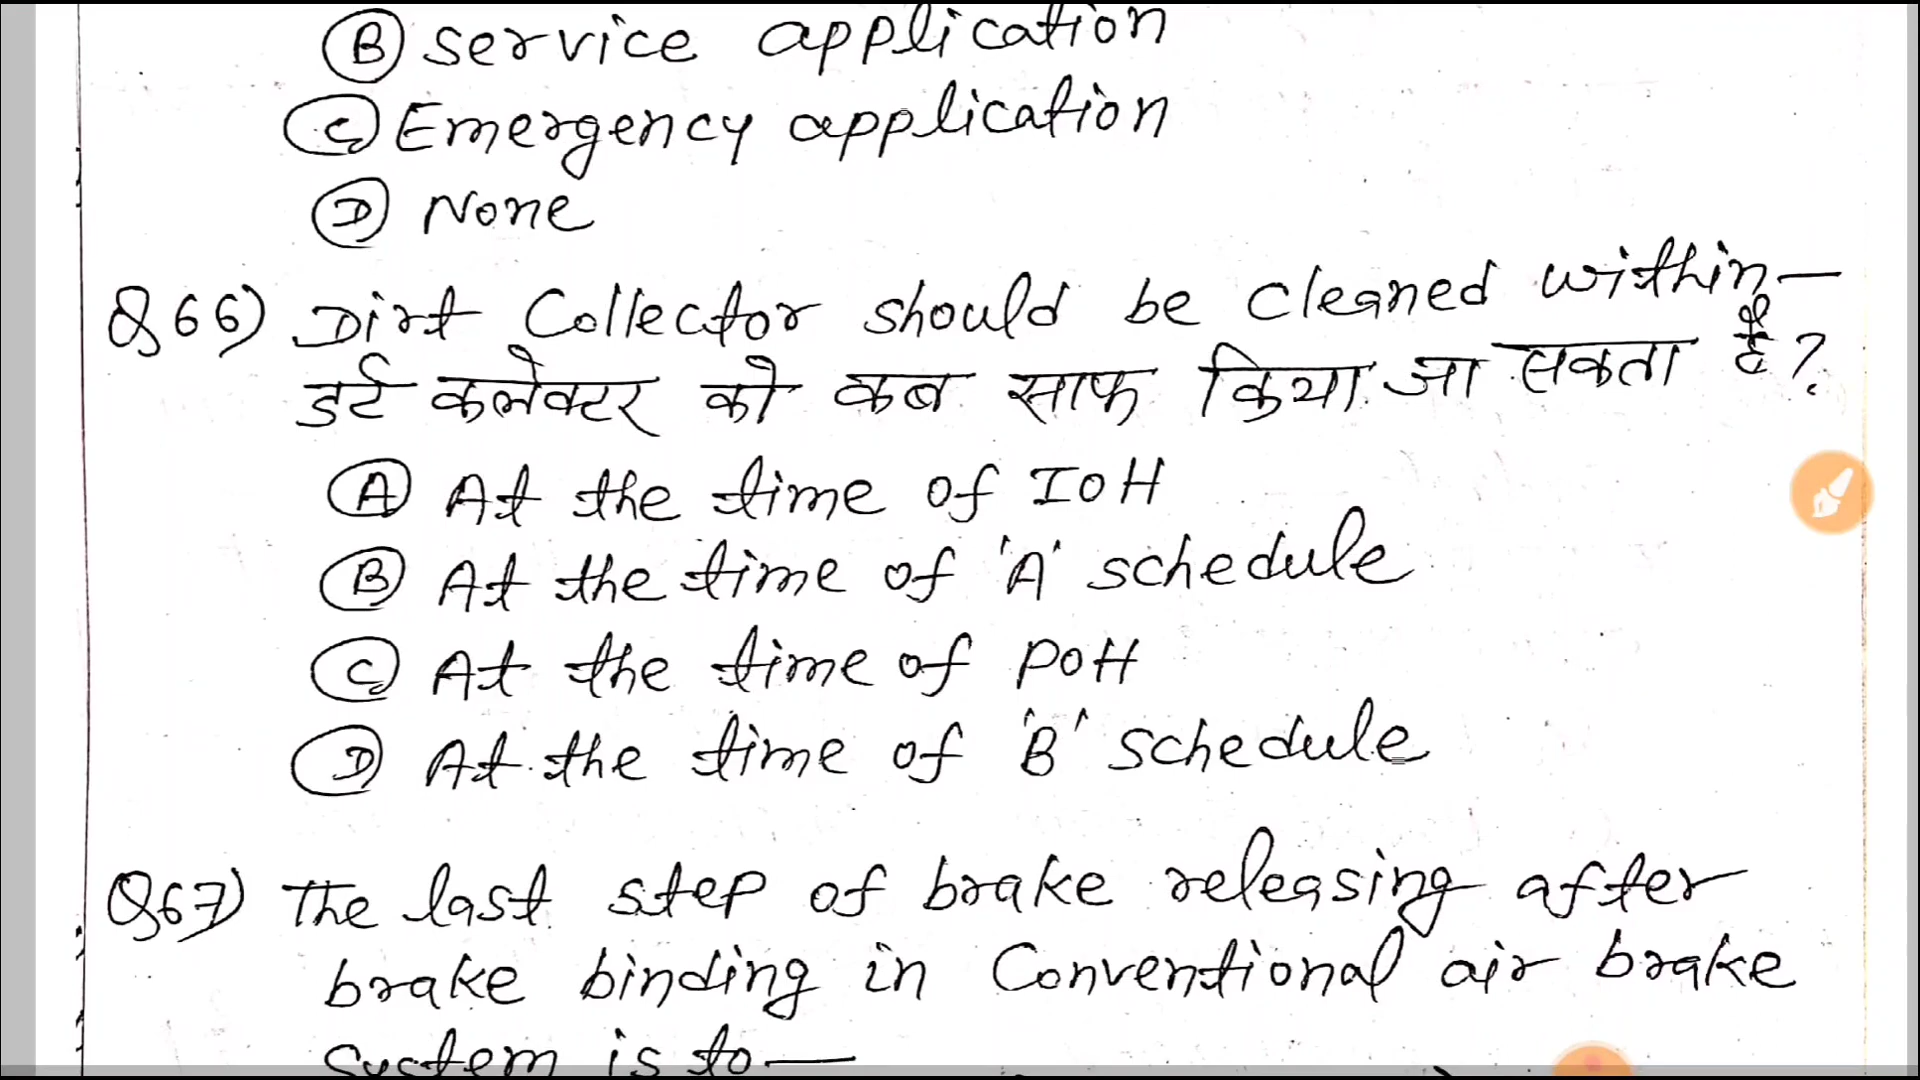 (B) service application
(C) Emergency application
(D) None
Q66) Dirt Collector should be cleaned within—
डर्ट कलेक्टर को कब साफ किया जा सकता है?
(A) At the time of IOH
(B) At the time of 'A' schedule
(C) At the time of POH
(D) At the time of 'B' schedule
Q67) The last step of brake releasing after
brake binding in Conventional air brake
system is to—